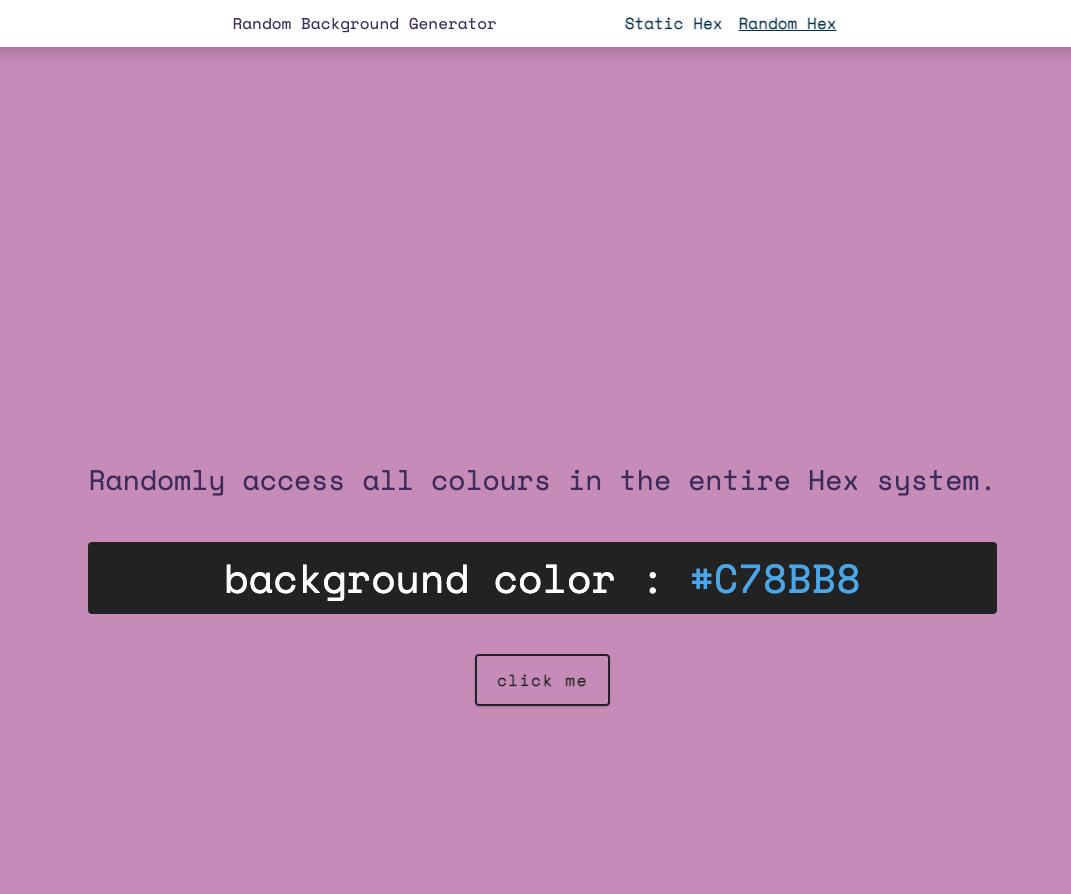 Random Background Generator Static Hex Random Hex
Randomly access all colours in the entire Hex system.
background color : #C78BB8
click me